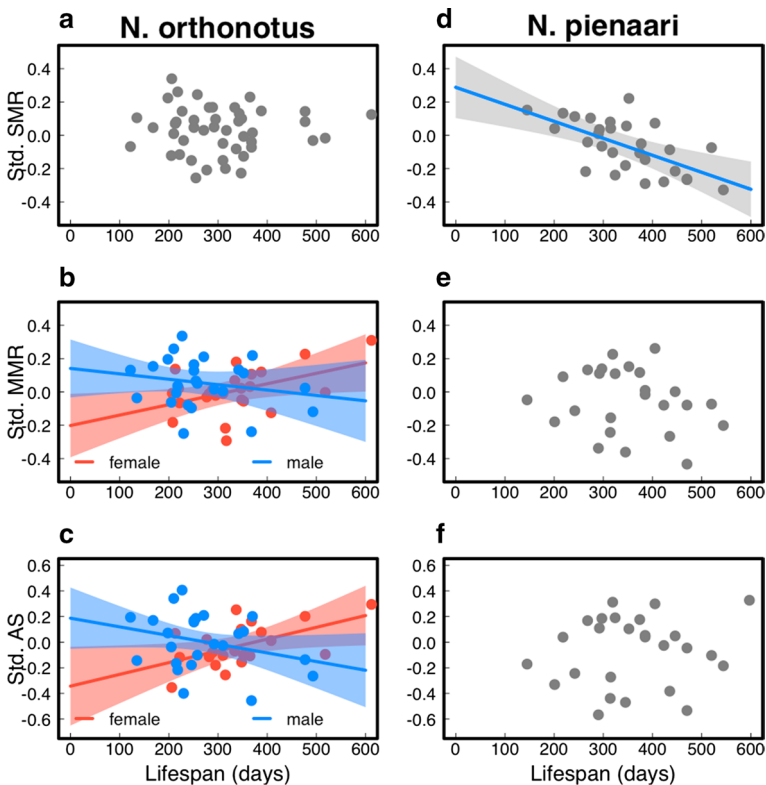 a N. orthonotus
d N. pienaari
Std. SMR
0.4
0.2
0.0
-0.2
-0.4
0 100 200 300 400 500 600
0.4
0.2
0.0
-0.2
-0.4
0 100 200 300 400 500 600
b
e
Std. MMR
0.4
0.2
0.0
-0.2
-0.4
female male
0 100 200 300 400 500 600
0.4
0.2
0.0
-0.2
-0.4
0 100 200 300 400 500 600
c
f
Std. AS
0.6
0.4
0.2
0.0
-0.2
-0.4
-0.6
female male
0 100 200 300 400 500 600
Lifespan (days)
0.6
0.4
0.2
0.0
-0.2
-0.4
-0.6
0 100 200 300 400 500 600
Lifespan (days)